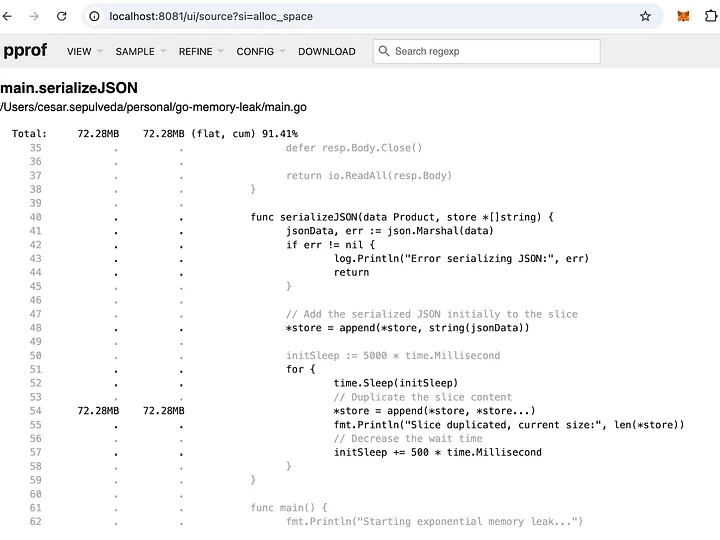 localhost:8081/ui/source?si=alloc_space
pprof VIEW SAMPLE REFINE CONFIG DOWNLOAD Search regexp
main.serializeJSON
/Users/cesar.sepulveda/personal/go-memory-leak/main.go
Total: 72.28MB 72.28MB (flat, cum) 91.41%
35 . . defer resp.Body.Close()
36 . .
37 . . return io.ReadAll(resp.Body)
38 . . }
39 . .
40 . . func serializeJSON(data Product, store *[]string) {
41 . . jsonData, err := json.Marshal(data)
42 . . if err != nil {
43 . . log.Println("Error serializing JSON:", err)
44 . . return
45 . . }
46 . .
47 . . // Add the serialized JSON initially to the slice
48 . . *store = append(*store, string(jsonData))
49 . .
50 . . initSleep := 5000 * time.Millisecond
51 . . for {
52 . . time.Sleep(initSleep)
53 . . // Duplicate the slice content
54 72.28MB 72.28MB *store = append(*store, *store...)
55 . . fmt.Println("Slice duplicated, current size:", len(*store))
56 . . // Decrease the wait time
57 . . initSleep += 500 * time.Millisecond
58 . . }
59 . . }
60 . .
61 . . func main() {
62 . . fmt.Println("Starting exponential memory leak...")